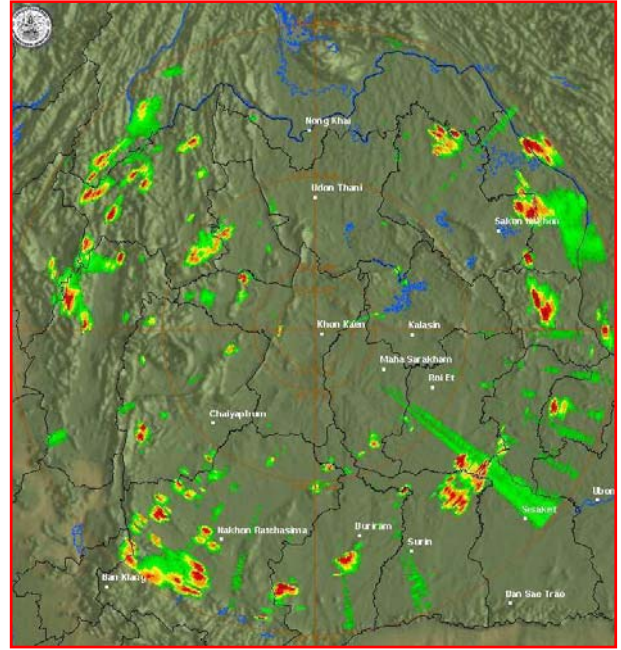 Nong Khai
Udon Thani
Sakon Nakhon
Khon Kaen
Kalasin
Maha Sarakham
Roi Et
Chaiyaphum
Sisaket
Ubon
Nakhon Ratchasima
Buriram
Surin
Ban Klang
Ban Sae Trao